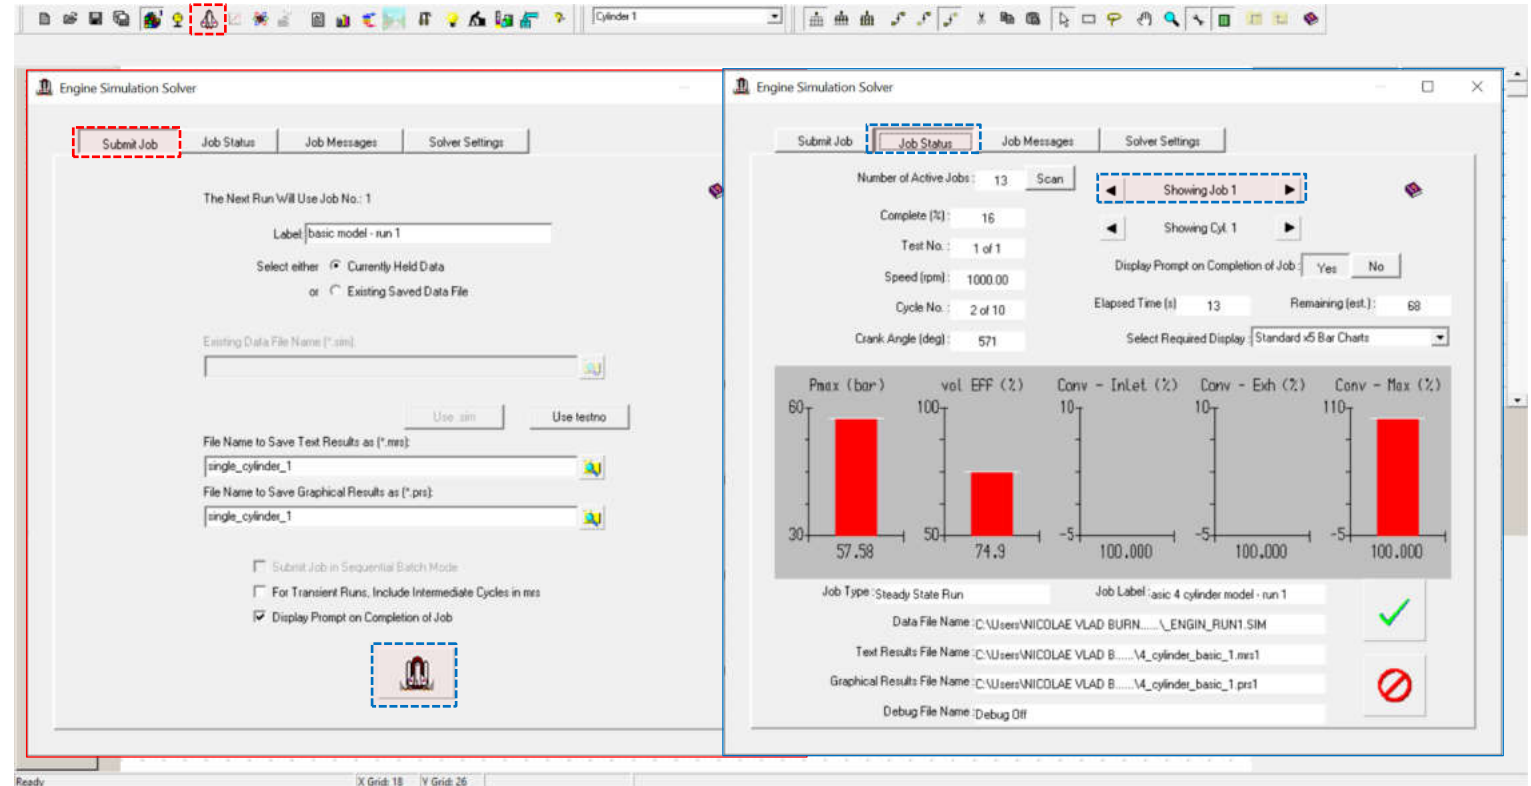 Cylinder 1
Engine Simulation Solver
Submit Job
Job Status
Job Messages
Solver Settings
The Next Run Will Use Job No.: 1
Label: basic model - run 1
Select either Currently Held Data
or Existing Saved Data File
Existing Data File Name (*.sim):
Use .sim
Use testno
File Name to Save Text Results as (*.mrs):
single_cylinder_1
File Name to Save Graphical Results as (*.prs):
single_cylinder_1
Submit Job in Sequential Batch Mode
For Transient Runs, Include Intermediate Cycles in mrs
Display Prompt on Completion of Job
Engine Simulation Solver
Submit Job
Job Status
Job Messages
Solver Settings
Number of Active Jobs : 13 Scan
Showing Job 1
Complete (%) : 16
Showing Cyl. 1
Test No. : 1 of 1
Display Prompt on Completion of Job : Yes No
Speed (rpm) : 1000.00
Cycle No. : 2 of 10
Elapsed Time (s) 13
Remaining (est.) : 68
Crank Angle (deg) : 571
Select Required Display : Standard x5 Bar Charts
Pmax (bar) vol EFF (%) Conv - InLet (%) Conv - Exh (%) Conv - Max (%)
60 100 10 10 110
30 50 -5 -5 -5
57.58 74.9 100.000 100.000 100.000
Job Type : Steady State Run
Job Label : asic 4 cylinder model - run 1
Data File Name : C:\Users\NICOLAE VLAD BURN......\_ENGIN_RUN1.SIM
Text Results File Name : C:\Users\NICOLAE VLAD B......\4_cylinder_basic_1.mrs1
Graphical Results File Name : C:\Users\NICOLAE VLAD B......\4_cylinder_basic_1.prs1
Debug File Name : Debug Off
Ready
X Grid: 18 Y Grid: 26